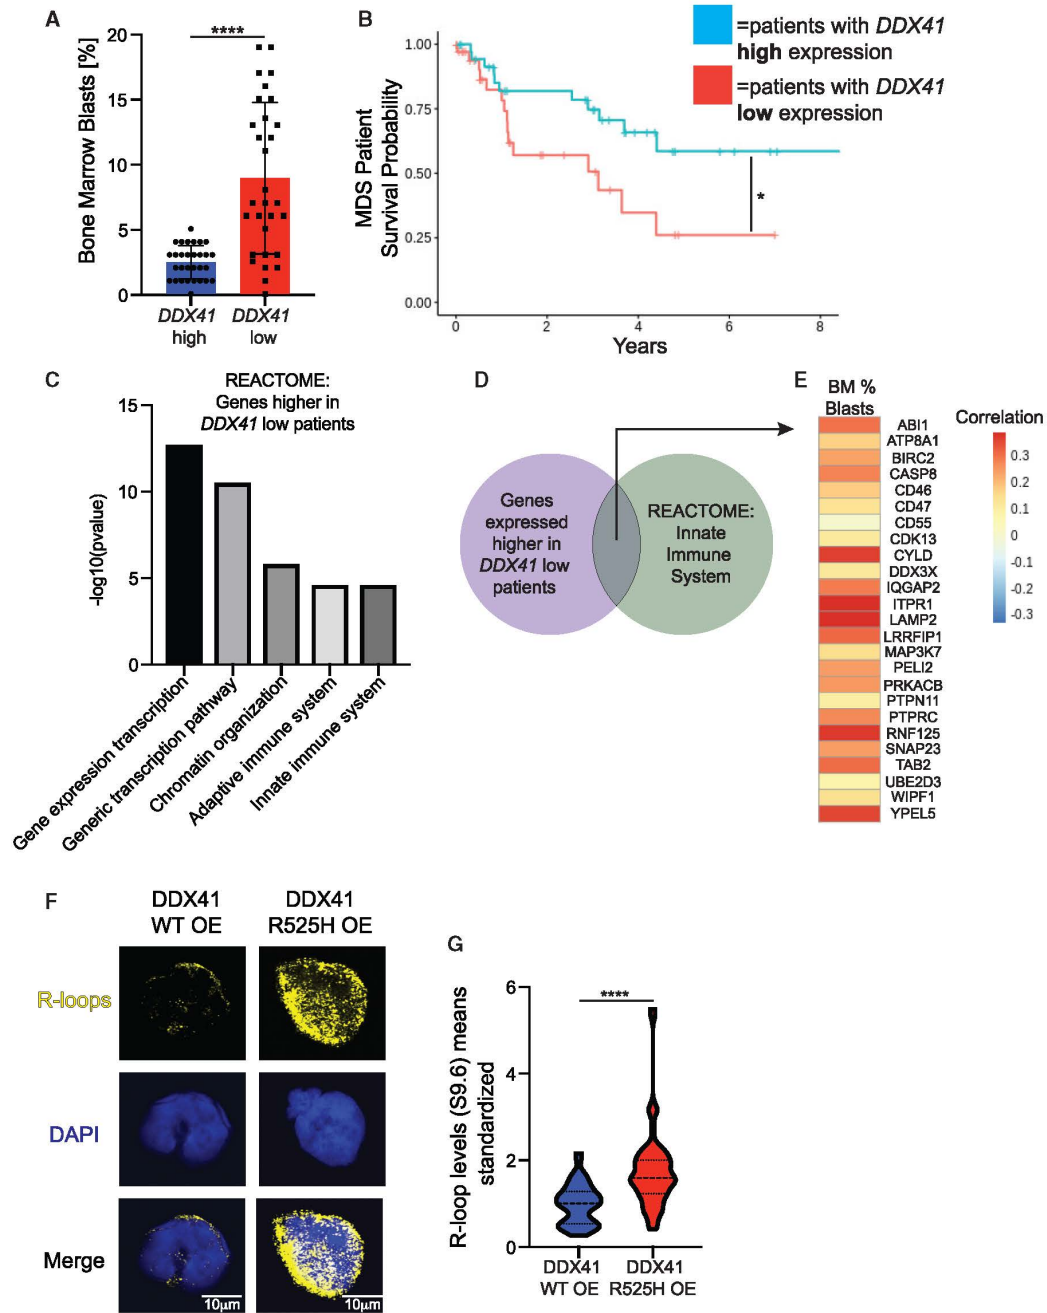 A
****
Bone Marrow Blasts [%]
20
15
10
5
0
DDX41
high
DDX41
low
B
=patients with DDX41
high expression
=patients with DDX41
low expression
MDS Patient
Survival Probability
1.00
0.75
0.50
0.25
0.00
*
0 2 4 6 8
Years
C
REACTOME:
Genes higher in
DDX41 low patients
-log10(pvalue)
15
10
5
0
Gene expression transcription
Generic transcription pathway
Chromatin organization
Adaptive immune system
Innate immune system
D
Genes
expressed
higher in
DDX41 low
patients
REACTOME:
Innate
Immune
System
E
BM %
Blasts
ABI1
ATP8A1
BIRC2
CASP8
CD46
CD47
CD55
CDK13
CYLD
DDX3X
IQGAP2
ITPR1
LAMP2
LRRFIP1
MAP3K7
PELI2
PRKACB
PTPN11
PTPRC
RNF125
SNAP23
TAB2
UBE2D3
WIPF1
YPEL5
Correlation
0.3
0.2
0.1
0
-0.1
-0.2
-0.3
F
DDX41
WT OE
DDX41
R525H OE
R-loops
DAPI
Merge
10μm
10μm
G
R-loop levels (S9.6) means
standardized
6
4
2
0
****
DDX41
WT OE
DDX41
R525H OE